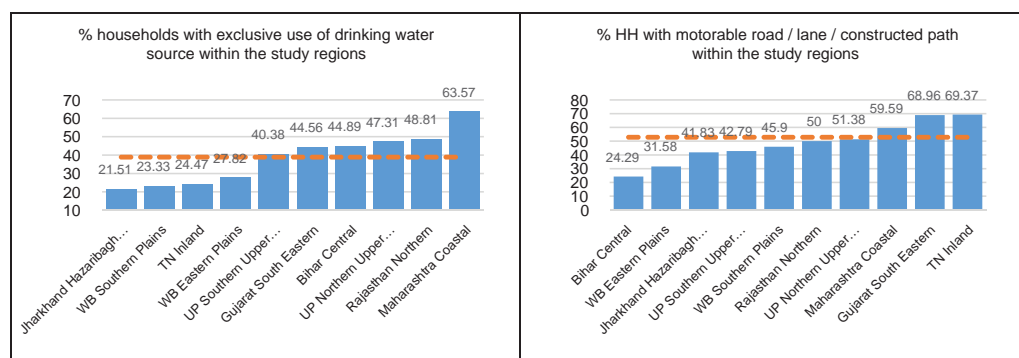 % households with exclusive use of drinking water
source within the study regions
70
60
50
40
30
20
10
21.51
23.33
24.47
27.82
40.38
44.56
44.89
47.31
48.81
63.57
Jharkhand Hazaribagh…
WB Southern Plains
TN Inland
WB Eastern Plains
UP Southern Upper…
Gujarat South Eastern
Bihar Central
UP Northern Upper…
Rajasthan Northern
Maharashtra Coastal
% HH with motorable road / lane / constructed path
within the study regions
80
70
60
50
40
30
20
10
0
24.29
31.58
41.83
42.79
45.9
50
51.38
59.59
68.96
69.37
Bihar Central
WB Eastern Plains
Jharkhand Hazaribagh…
UP Southern Upper…
WB Southern Plains
Rajasthan Northern
UP Northern Upper…
Maharashtra Coastal
Gujarat South Eastern
TN Inland